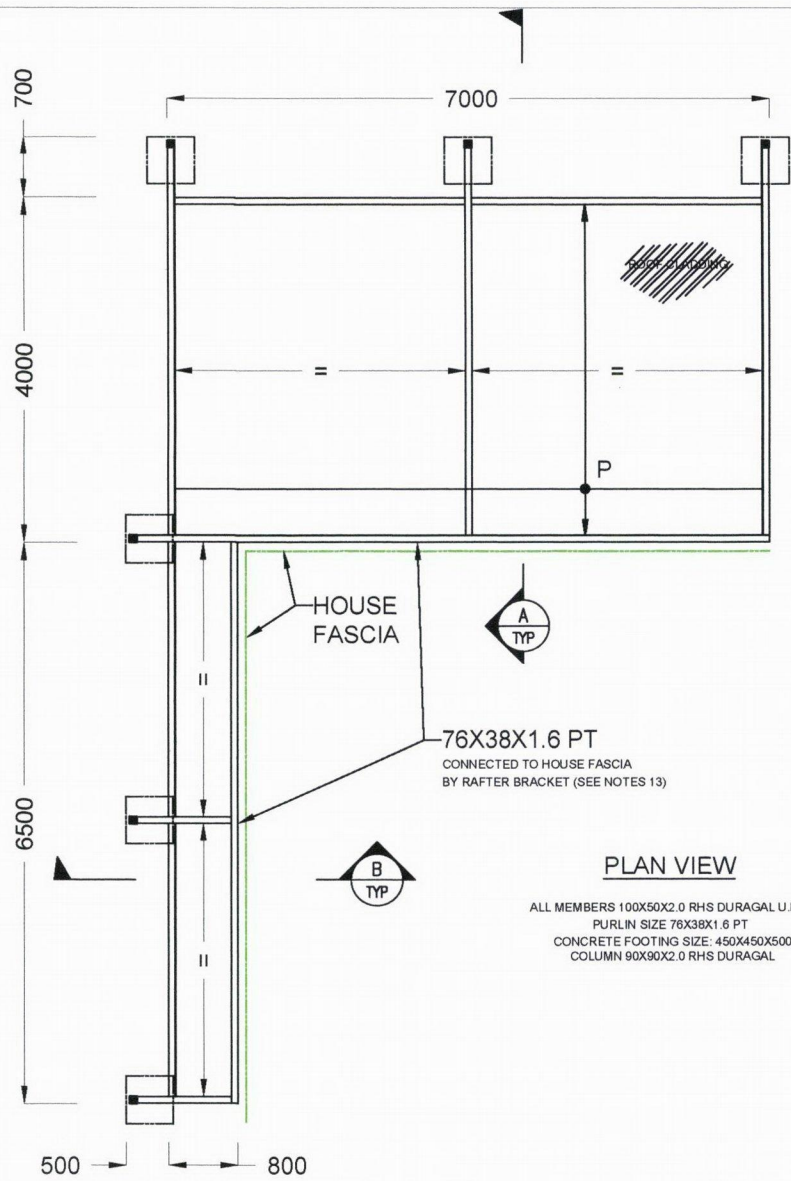 700
7000
ROOF CLADDING
4000
=
=
P
HOUSE
FASCIA
A
TYP
=
76X38X1.6 PT
CONNECTED TO HOUSE FASCIA
BY RAFTER BRACKET (SEE NOTES 13)
6500
B
TYP
PLAN VIEW
ALL MEMBERS 100X50X2.0 RHS DURAGAL U.
PURLIN SIZE 76X38X1.6 PT
CONCRETE FOOTING SIZE: 450X450X500
COLUMN 90X90X2.0 RHS DURAGAL
=
500
800